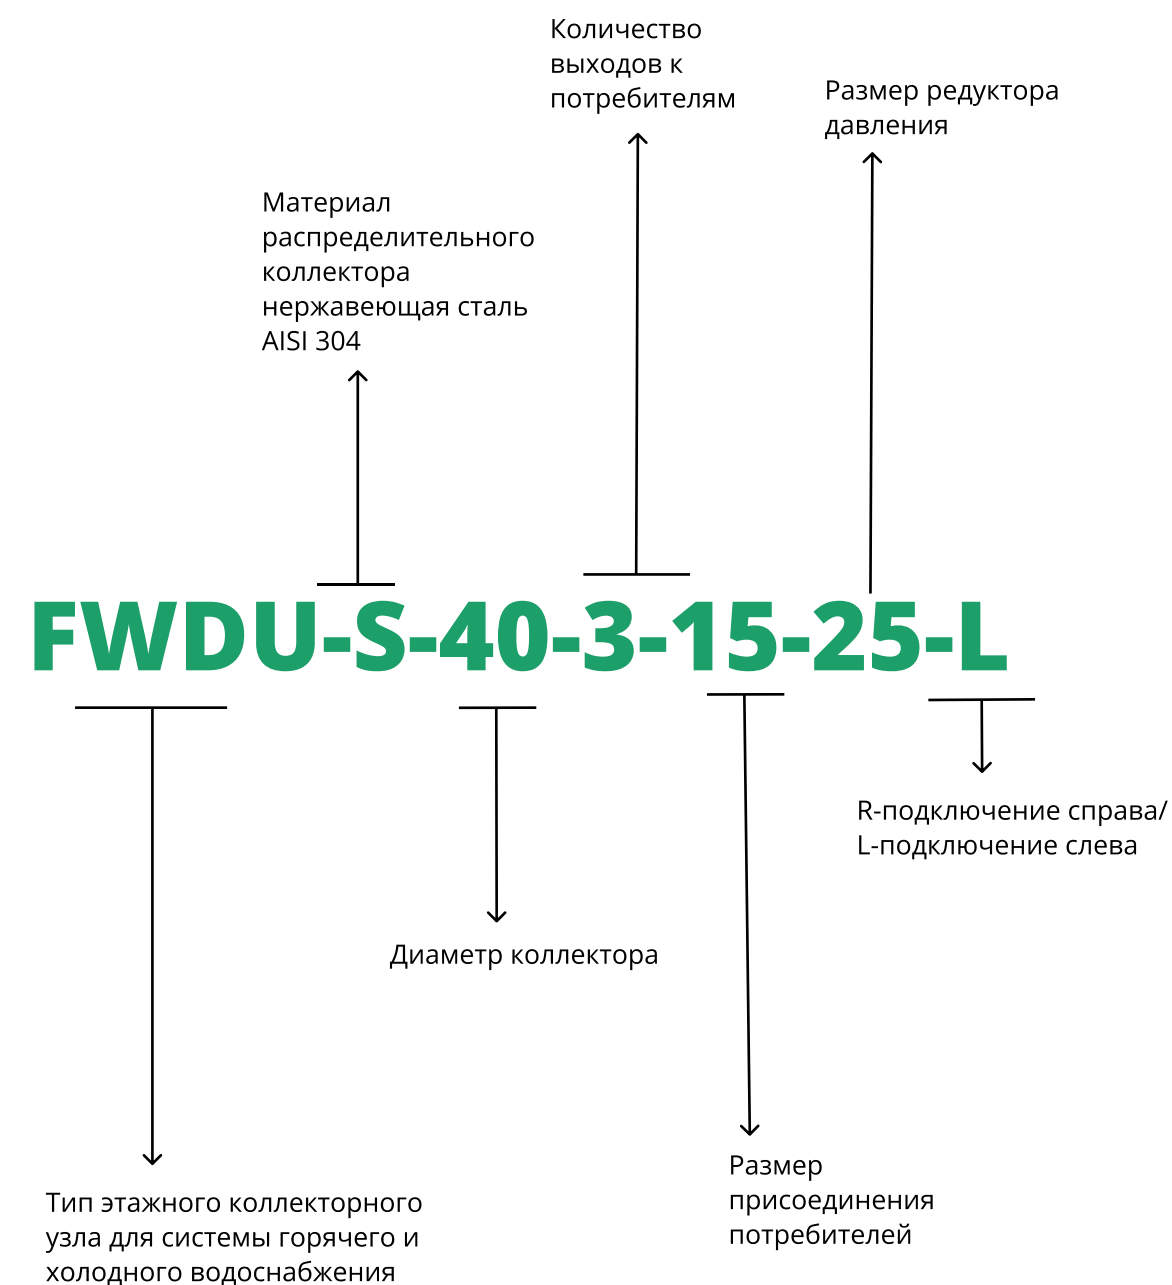 Количество
выходов к
потребителям
Размер редуктора
давления
Материал
распределительного
коллектора
нержавеющая сталь
AISI 304
FWDU-S-40-3-15-25-L
R-подключение справа/
L-подключение слева
Диаметр коллектора
Размер
присоединения
потребителей
Тип этажного коллекторного
узла для системы горячего и
холодного водоснабжения